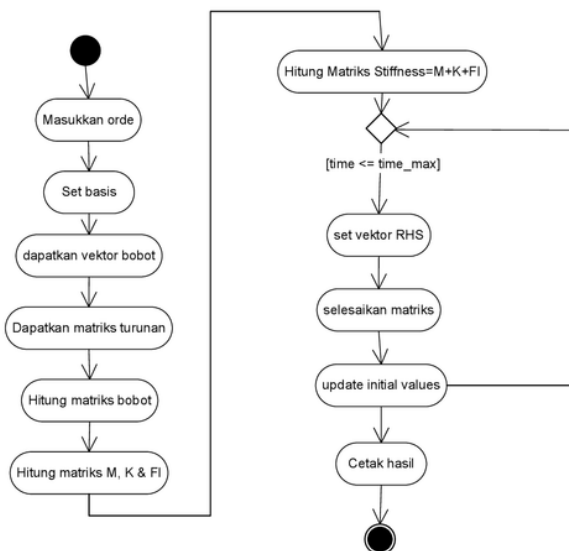 Masukkan orde
Set basis
dapatkan vektor bobot
Dapatkan matriks turunan
Hitung matriks bobot
Hitung matriks M, K & FI
Hitung Matriks Stiffness=M+K+FI
[time <= time_max]
set vektor RHS
selesaikan matriks
update initial values
Cetak hasil